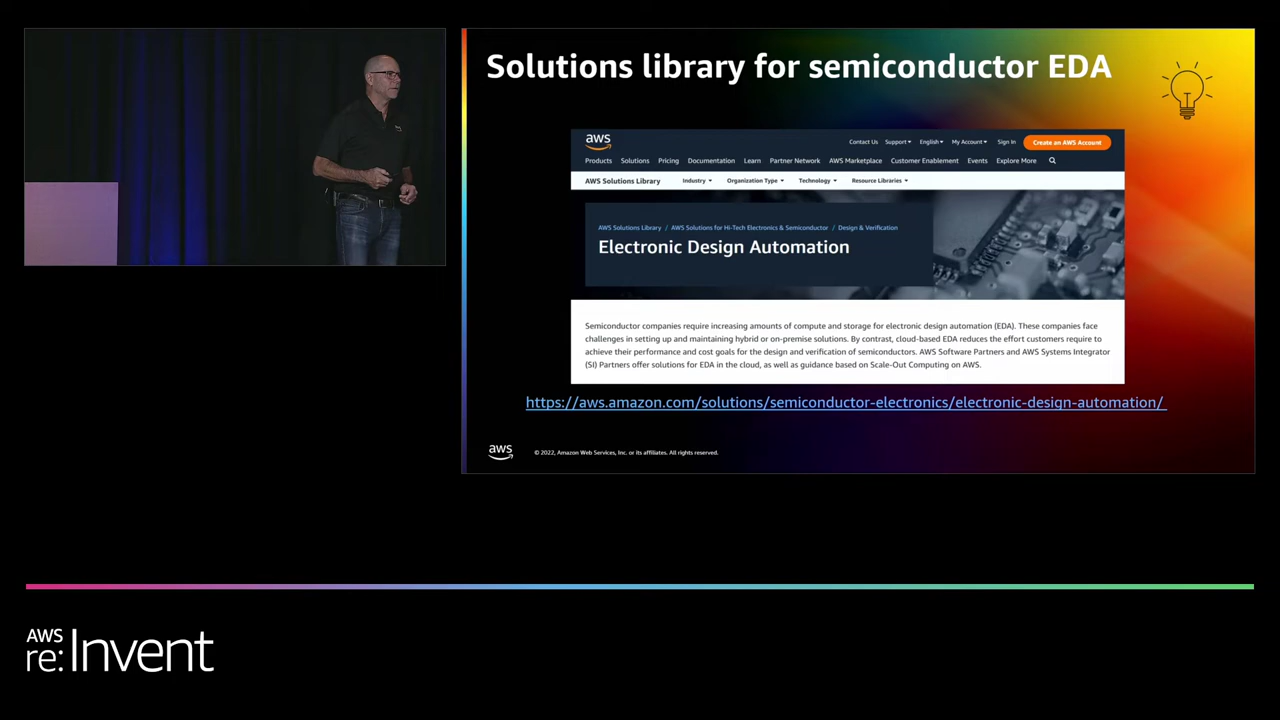 Solutions library for semiconductor EDA
aws
Contact Us Support English My Account Sign In Create an AWS Account
Products Solutions Pricing Documentation Learn Partner Network AWS Marketplace Customer Enablement Events Explore More
AWS Solutions Library Industry Organization Type Technology Resource Libraries
AWS Solutions Library / AWS Solutions for Hi-Tech Electronics & Semiconductor / Design & Verification
Electronic Design Automation
Semiconductor companies require increasing amounts of compute and storage for electronic design automation (EDA). These companies face
challenges in setting up and maintaining hybrid or on-premise solutions. By contrast, cloud-based EDA reduces the effort customers require to
achieve their performance and cost goals for the design and verification of semiconductors. AWS Software Partners and AWS Systems Integrator
(SI) Partners offer solutions for EDA in the cloud, as well as guidance based on Scale-Out Computing on AWS.
https://aws.amazon.com/solutions/semiconductor-electronics/electronic-design-automation/
aws
© 2022, Amazon Web Services, Inc. or its affiliates. All rights reserved.
AWS
re:Invent